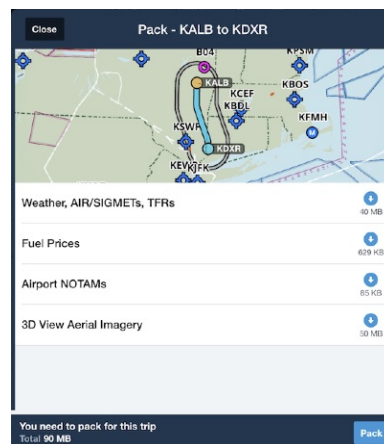 Close
Pack - KALB to KDXR
B04
KPSM
KALB
KCEF
KBOS
KBDL
KSWF
KFMH
M
KDXR
KJFK
Weather, AIR/SIGMETs, TFRs
40 MB
Fuel Prices
629 KB
Airport NOTAMs
85 KB
3D View Aerial Imagery
50 MB
You need to pack for this trip
Total 90 MB
Pack